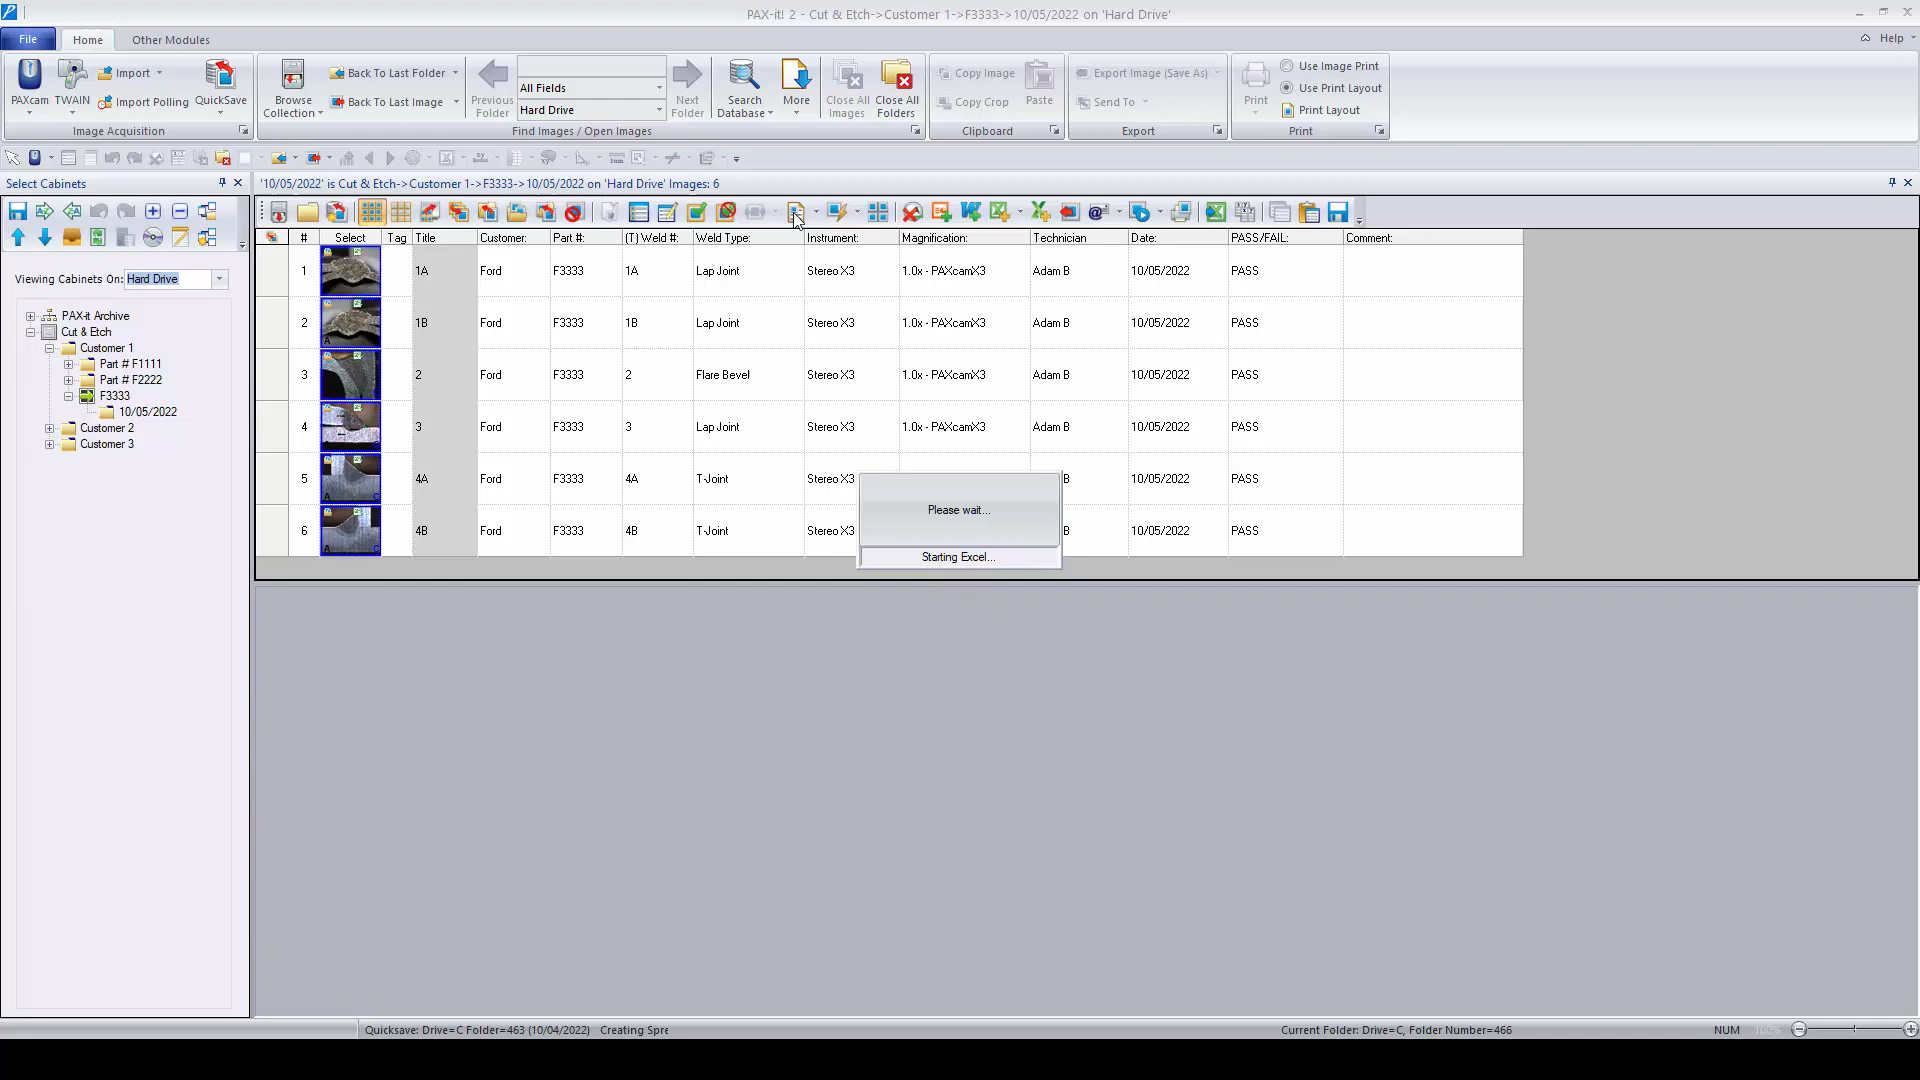 PAX-it! 2 - Cut & Etch->Customer 1->F3333->10/05/2022 on 'Hard Drive'
File Home Other Modules Help
PAXcam TWAIN Import Import Polling QuickSave
Image Acquisition
Browse Collection Back To Last Folder Back To Last Image Previous Folder All Fields Hard Drive Next Folder Search Database More Close All Images Close All Folders
Find Images / Open Images
Copy Image Copy Crop Paste
Clipboard
Export Image (Save As) Send To
Export
Print Use Image Print Use Print Layout Print Layout
Print
Select Cabinets
'10/05/2022' is Cut & Etch->Customer 1->F3333->10/05/2022 on 'Hard Drive' Images: 6
Viewing Cabinets On: Hard Drive
PAX-it Archive
Cut & Etch
Customer 1
Part # F1111
Part # F2222
F3333
10/05/2022
Customer 2
Customer 3
# Select Tag Title Customer: Part #: (T) Weld #: Weld Type: Instrument: Magnification: Technician Date: PASS/FAIL: Comment:
1 1A Ford F3333 1A Lap Joint Stereo X3 1.0x - PAXcamX3 Adam B 10/05/2022 PASS
2 1B Ford F3333 1B Lap Joint Stereo X3 1.0x - PAXcamX3 Adam B 10/05/2022 PASS
3 2 Ford F3333 2 Flare Bevel Stereo X3 1.0x - PAXcamX3 Adam B 10/05/2022 PASS
4 3 Ford F3333 3 Lap Joint Stereo X3 1.0x - PAXcamX3 Adam B 10/05/2022 PASS
5 4A Ford F3333 4A T-Joint Stereo X3 B 10/05/2022 PASS
6 4B Ford F3333 4B T-Joint Stereo X3 B 10/05/2022 PASS
Please wait...
Starting Excel...
Quicksave: Drive=C Folder=463 (10/04/2022) Creating Spre
Current Folder: Drive=C, Folder Number=466
NUM 100%